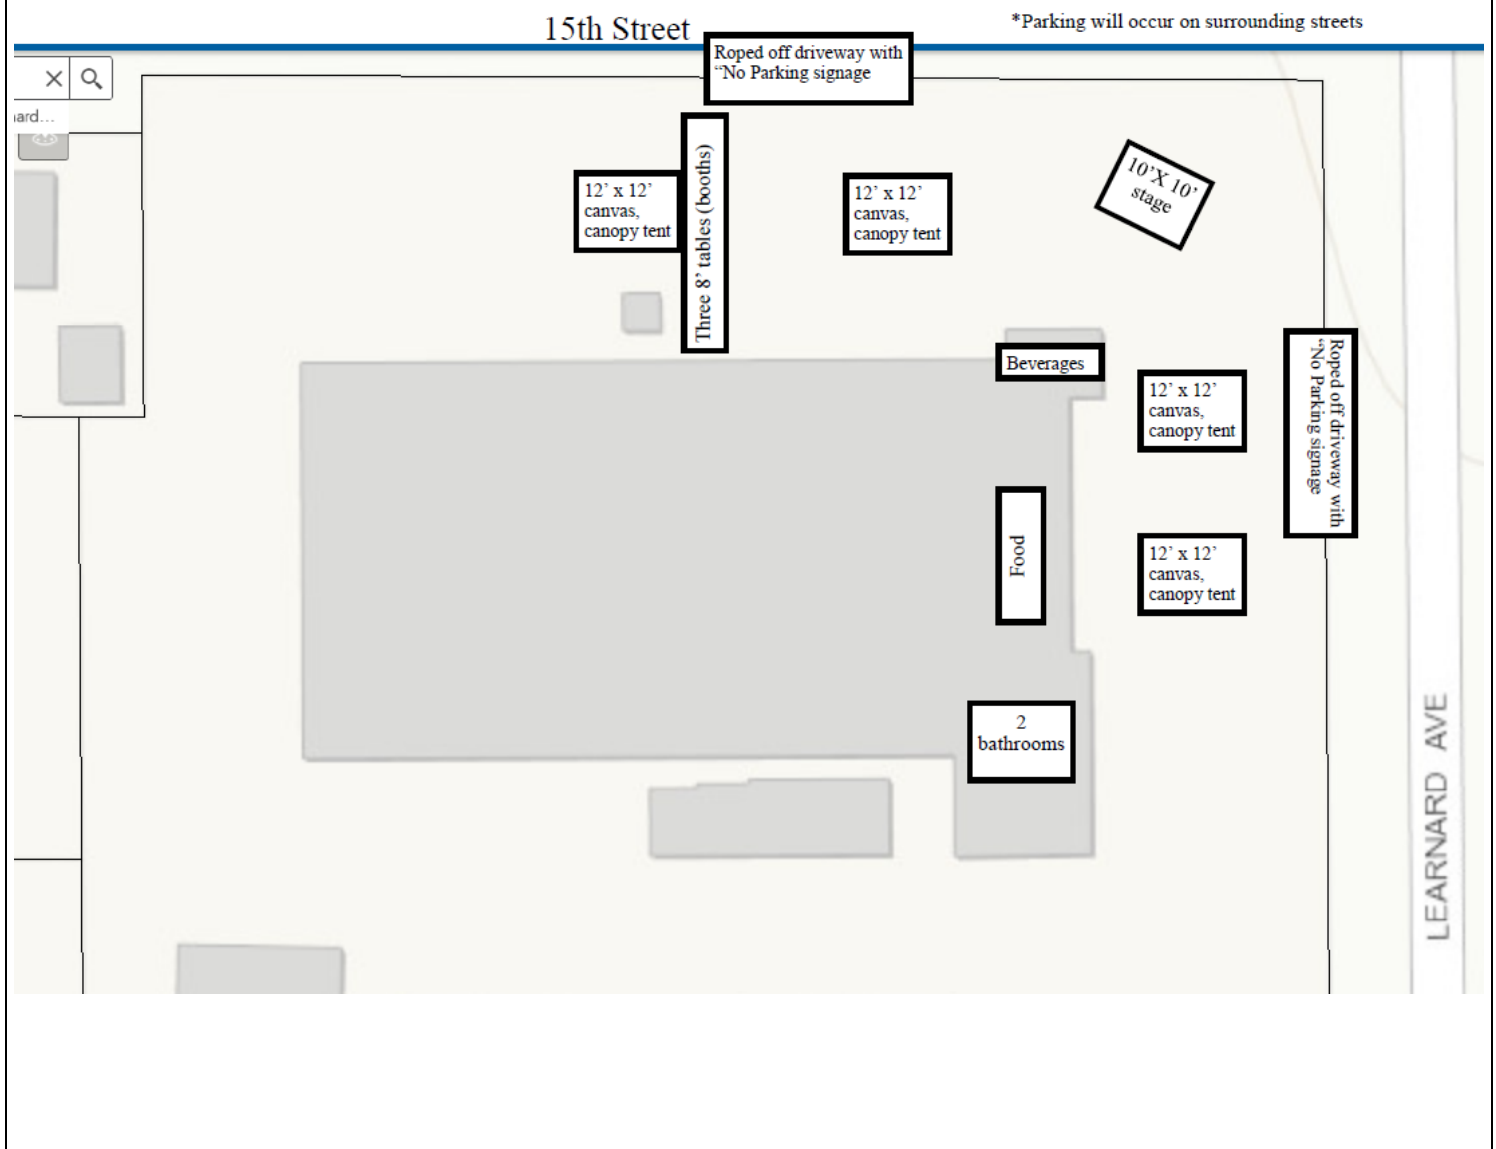 15th Street
*Parking will occur on surrounding streets
Roped off driveway with
“No Parking signage
ard...
12’ x 12’
canvas,
canopy tent
Three 8’ tables (booths)
12’ x 12’
canvas,
canopy tent
10’X 10’
stage
Beverages
12’ x 12’
canvas,
canopy tent
Roped off driveway with
“No Parking signage
Food
12’ x 12’
canvas,
canopy tent
2
bathrooms
LEARNARD AVE